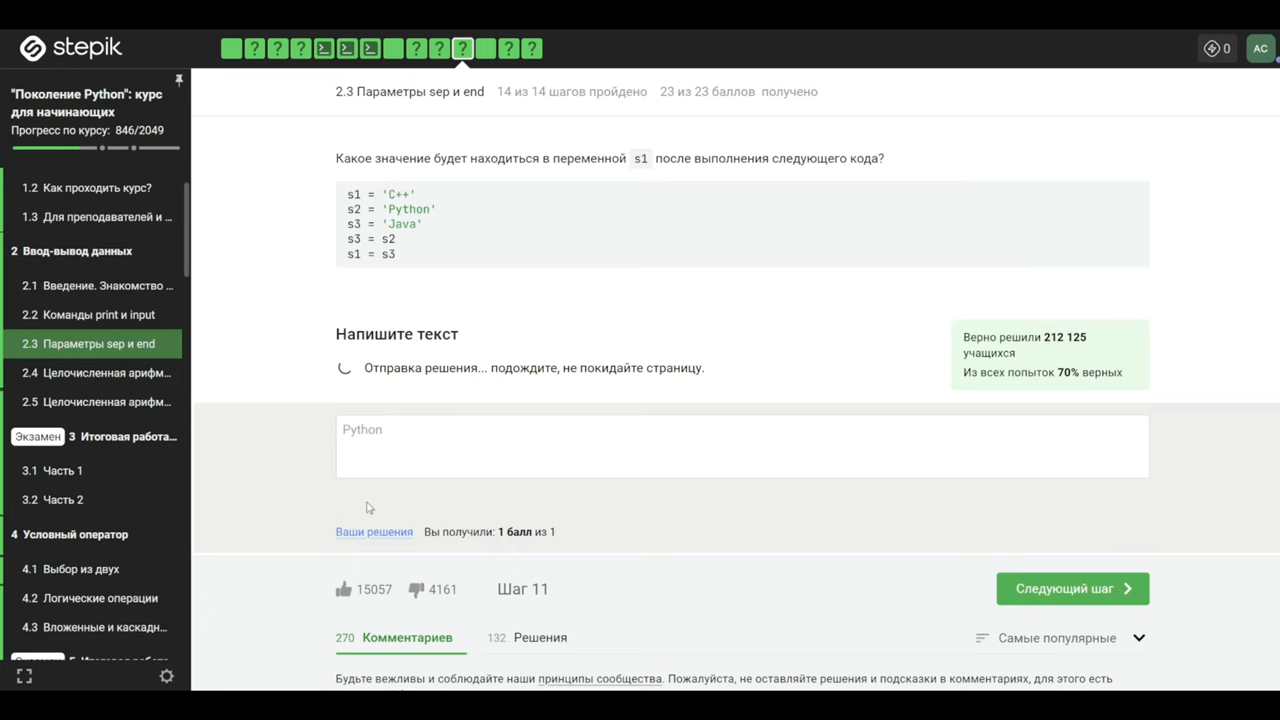 stepik
0
AC
"Поколение Python": курс
для начинающих
Прогресс по курсу: 846/2049
1.2 Как проходить курс?
1.3 Для преподавателей и ...
2 Ввод-вывод данных
2.1 Введение. Знакомство ...
2.2 Команды print и input
2.3 Параметры sep и end
2.4 Целочисленная арифм...
2.5 Целочисленная арифм...
Экзамен 3 Итоговая работа...
3.1 Часть 1
3.2 Часть 2
4 Условный оператор
4.1 Выбор из двух
4.2 Логические операции
4.3 Вложенные и каскадн...
2.3 Параметры sep и end 14 из 14 шагов пройдено 23 из 23 баллов получено
Какое значение будет находиться в переменной s1 после выполнения следующего кода?
s1 = 'C++'
s2 = 'Python'
s3 = 'Java'
s3 = s2
s1 = s3
Напишите текст
Отправка решения... подождите, не покидайте страницу.
Верно решили 212 125
учащихся
Из всех попыток 70% верных
Python
Ваши решения Вы получили: 1 балл из 1
15057 4161 Шаг 11 Следующий шаг
270 Комментариев 132 Решения Самые популярные
Будьте вежливы и соблюдайте наши принципы сообщества. Пожалуйста, не оставляйте решения и подсказки в комментариях, для этого есть